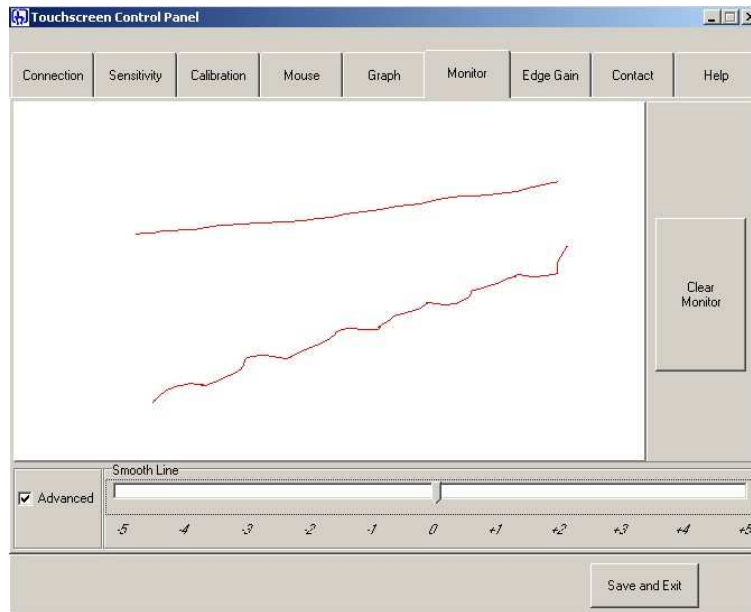 Touchscreen Control Panel
Connection Sensitivity Calibration Mouse Graph Monitor Edge Gain Contact Help
Clear
Monitor
Smooth Line
Advanced
-5 -4 -3 -2 -1 0 +1 +2 +3 +4 +5
Save and Exit